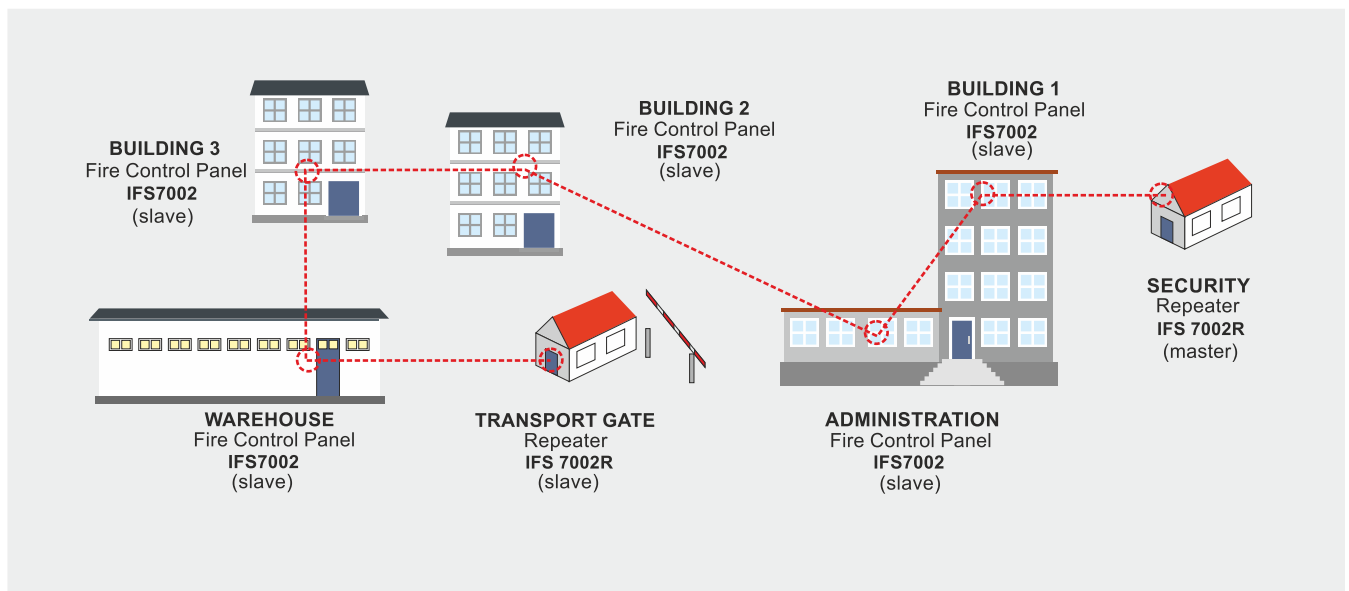 BUILDING 3
Fire Control Panel
IFS7002
(slave)
BUILDING 2
Fire Control Panel
IFS7002
(slave)
BUILDING 1
Fire Control Panel
IFS7002
(slave)
SECURITY
Repeater
IFS 7002R
(master)
WAREHOUSE
Fire Control Panel
IFS7002
(slave)
TRANSPORT GATE
Repeater
IFS 7002R
(slave)
ADMINISTRATION
Fire Control Panel
IFS7002
(slave)